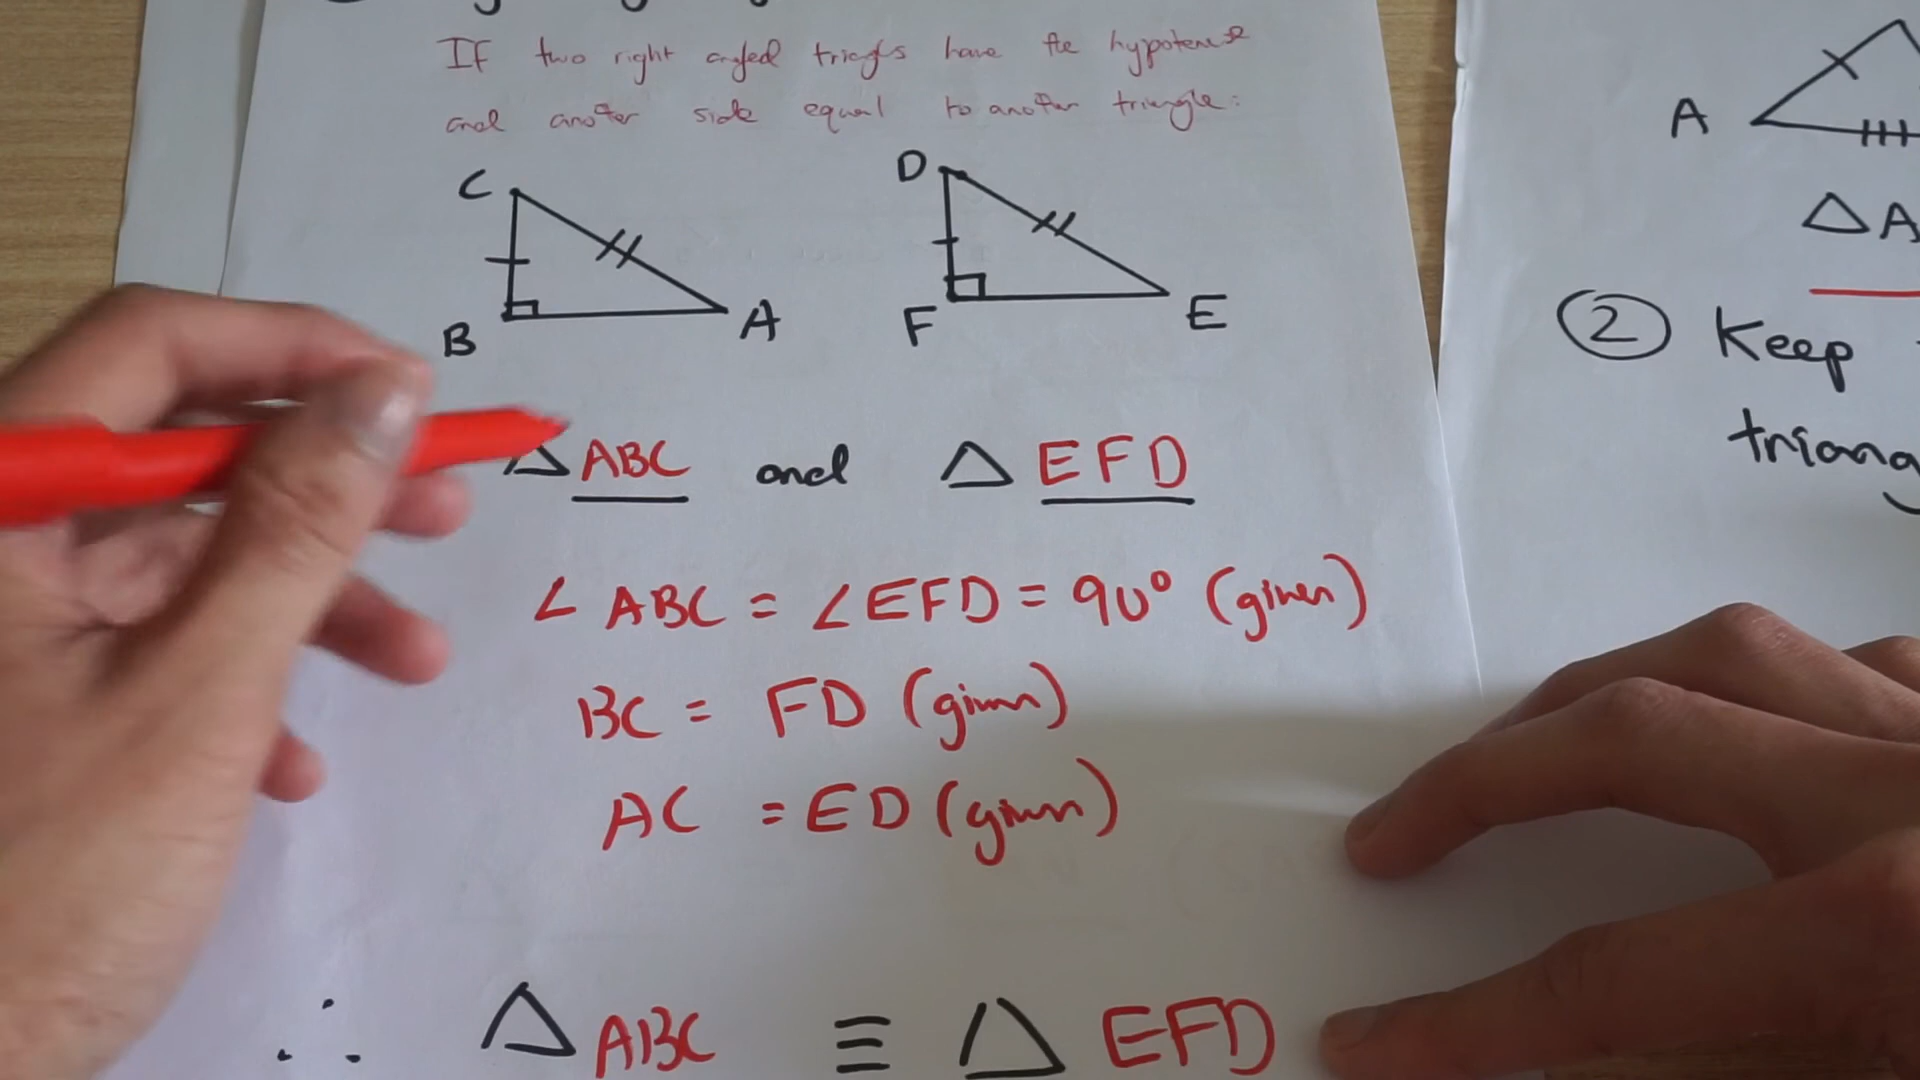 If two right angled triangles have the hypotenuse
and another side equal to another triangle:
C
D
B
A
F
E
△ ABC and △ EFD
∠ ABC = ∠EFD = 90° (given)
BC = FD (given)
AC = ED (given)
∴ △ ABC ≡ △ EFD
A
△A
② Keep
triang